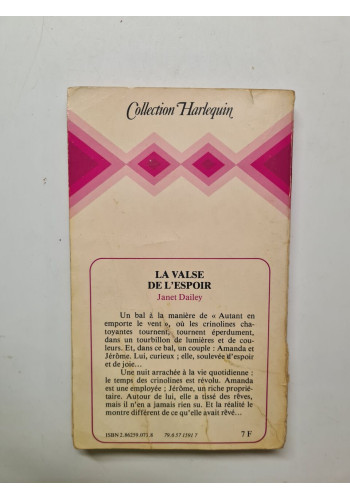 Collection Harlequin
LA VALSE
DE L'ESPOIR
Janet Dailey
Un bal à la manière de « Autant en
emporte le vent », où les crinolines cha-
toyantes tournent, tournent éperdument,
dans un tourbillon de lumières et de cou-
leurs. Et, dans ce bal, un couple : Amanda et
Jérôme. Lui, curieux ; elle, soulevée d'espoir
et de joie...
Une nuit arrachée à la vie quotidienne :
le temps des crinolines est révolu. Amanda
est une employée ; Jérôme, un riche proprié-
taire. Autour de lui, elle a tissé des rêves,
mais il n'en a jamais rien su. Et la réalité le
montre différent de ce qu'elle avait rêvé...
ISBN 2.86259.071.8
7 F